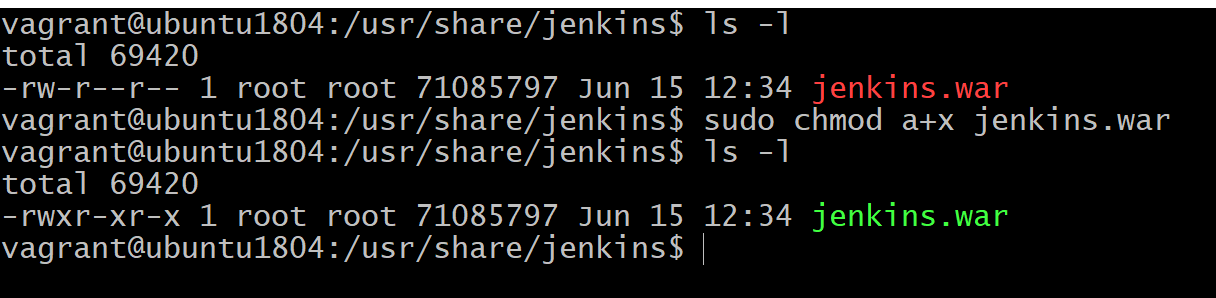 vagrant@ubuntu1804:/usr/share/jenkins$ ls -l
total 69420
-rw-r--r-- 1 root root 71085797 Jun 15 12:34 jenkins.war
vagrant@ubuntu1804:/usr/share/jenkins$ sudo chmod a+x jenkins.war
vagrant@ubuntu1804:/usr/share/jenkins$ ls -l
total 69420
-rwxr-xr-x 1 root root 71085797 Jun 15 12:34 jenkins.war
vagrant@ubuntu1804:/usr/share/jenkins$